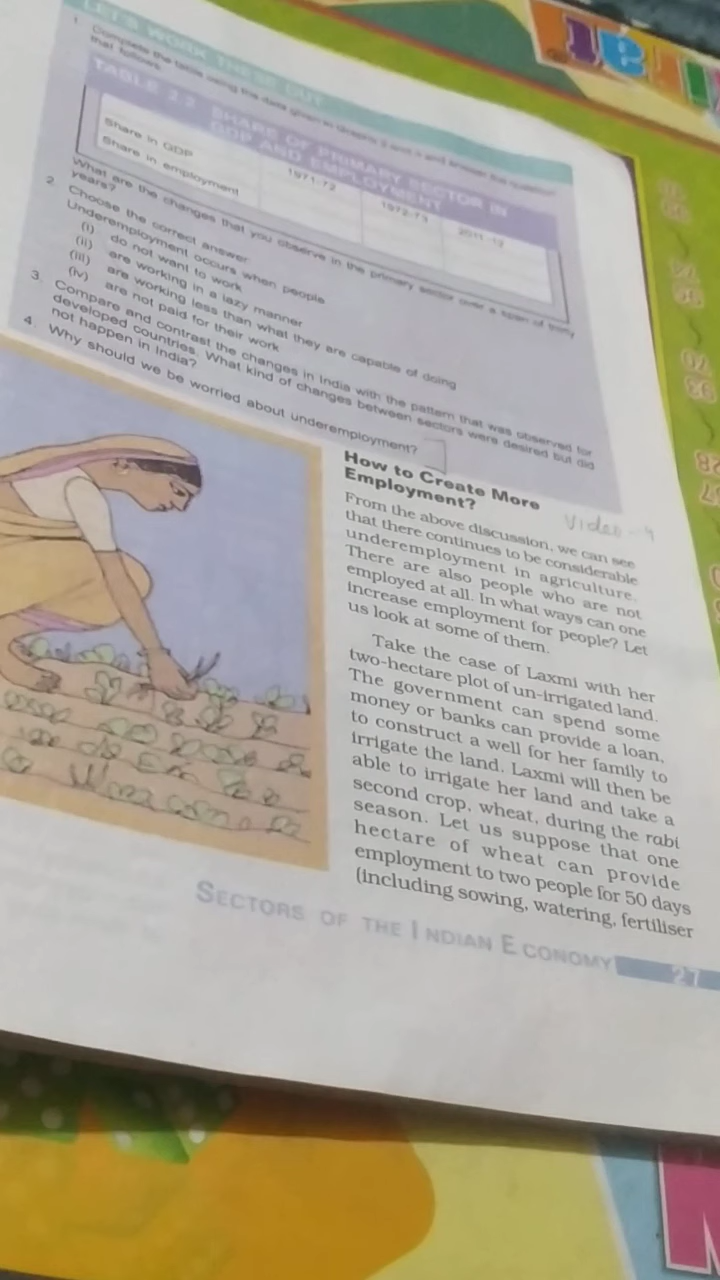 LET'S WORK THESE OUT
1. Complete the table using the data given in Graphs 2 and 3 and answer the question
that follows.
TABLE 2.2 SHARE OF PRIMARY SECTOR IN
GDP AND EMPLOYMENT
1971-72 1972-73 2011-12
Share in GDP
Share in employment
What are the changes that you observe in the primary sector over a span of thirty
years?
2. Choose the correct answer
Underemployment occurs when people
(i) do not want to work
(ii) are working in a lazy manner
(iii) are working less than what they are capable of doing
(iv) are not paid for their work
3. Compare and contrast the changes in India with the pattern that was observed for
developed countries. What kind of changes between sectors were desired but did
not happen in India?
4. Why should we be worried about underemployment?
How to Create More
Employment?
Video-4
From the above discussion, we can see
that there continues to be considerable
underemployment in agriculture.
There are also people who are not
employed at all. In what ways can one
increase employment for people? Let
us look at some of them.
Take the case of Laxmi with her
two-hectare plot of un-irrigated land.
The government can spend some
money or banks can provide a loan,
to construct a well for her family to
irrigate the land. Laxmi will then be
able to irrigate her land and take a
second crop, wheat, during the rabi
season. Let us suppose that one
hectare of wheat can provide
employment to two people for 50 days
(including sowing, watering, fertiliser
SECTORS OF THE INDIAN ECONOMY
27